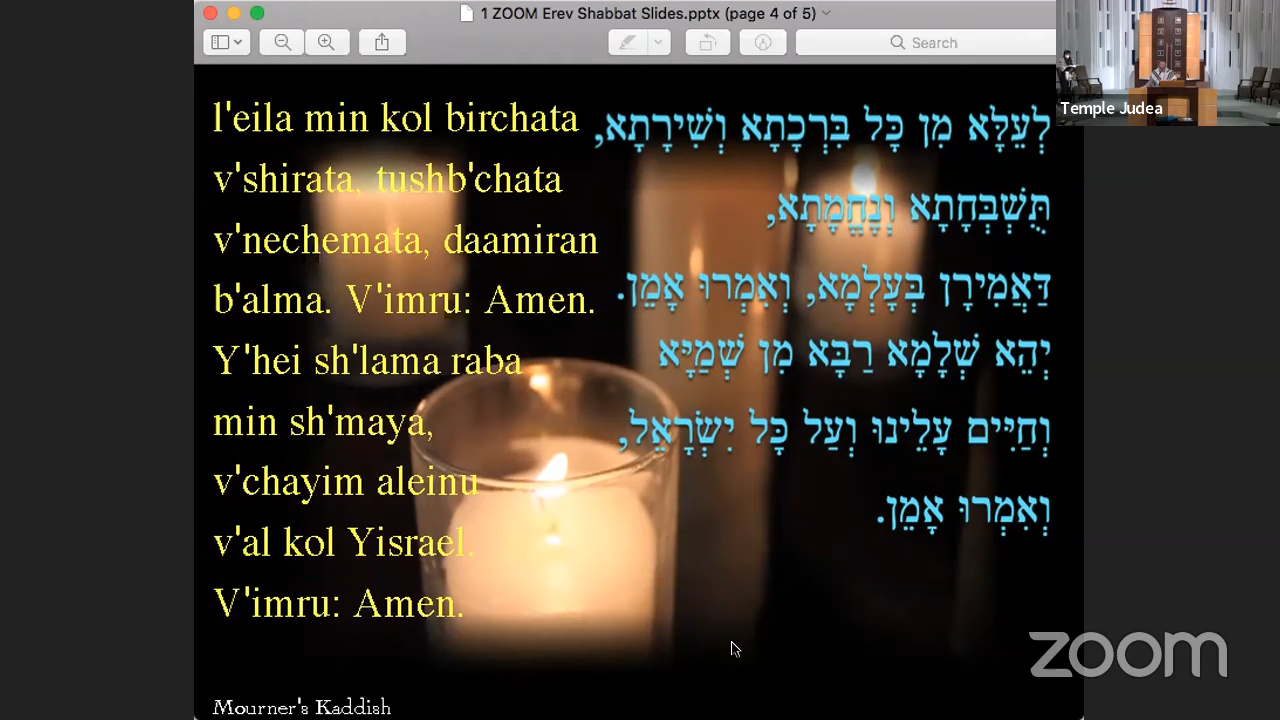 1 ZOOM Erev Shabbat Slides.pptx (page 4 of 5)
Search
Temple Judea
l'eila min kol birchata
v'shirata, tushb'chata
v'nechemata, daamiran
b'alma. V'imru: Amen.
Y'hei sh'lama raba
min sh'maya,
v'chayim aleinu
v'al kol Yisrael.
V'imru: Amen.
לְעֵלָּא מִן כָּל בִּרְכָתָא וְשִׁירָתָא,
תֻּשְׁבְּחָתָא וְנֶחֱמָתָא,
דַּאֲמִירָן בְּעָלְמָא, וְאִמְרוּ אָמֵן.
יְהֵא שְׁלָמָא רַבָּא מִן שְׁמַיָּא
וְחַיִּים עָלֵינוּ וְעַל כָּל יִשְׂרָאֵל,
וְאִמְרוּ אָמֵן.
Mourner's Kaddish
zoom